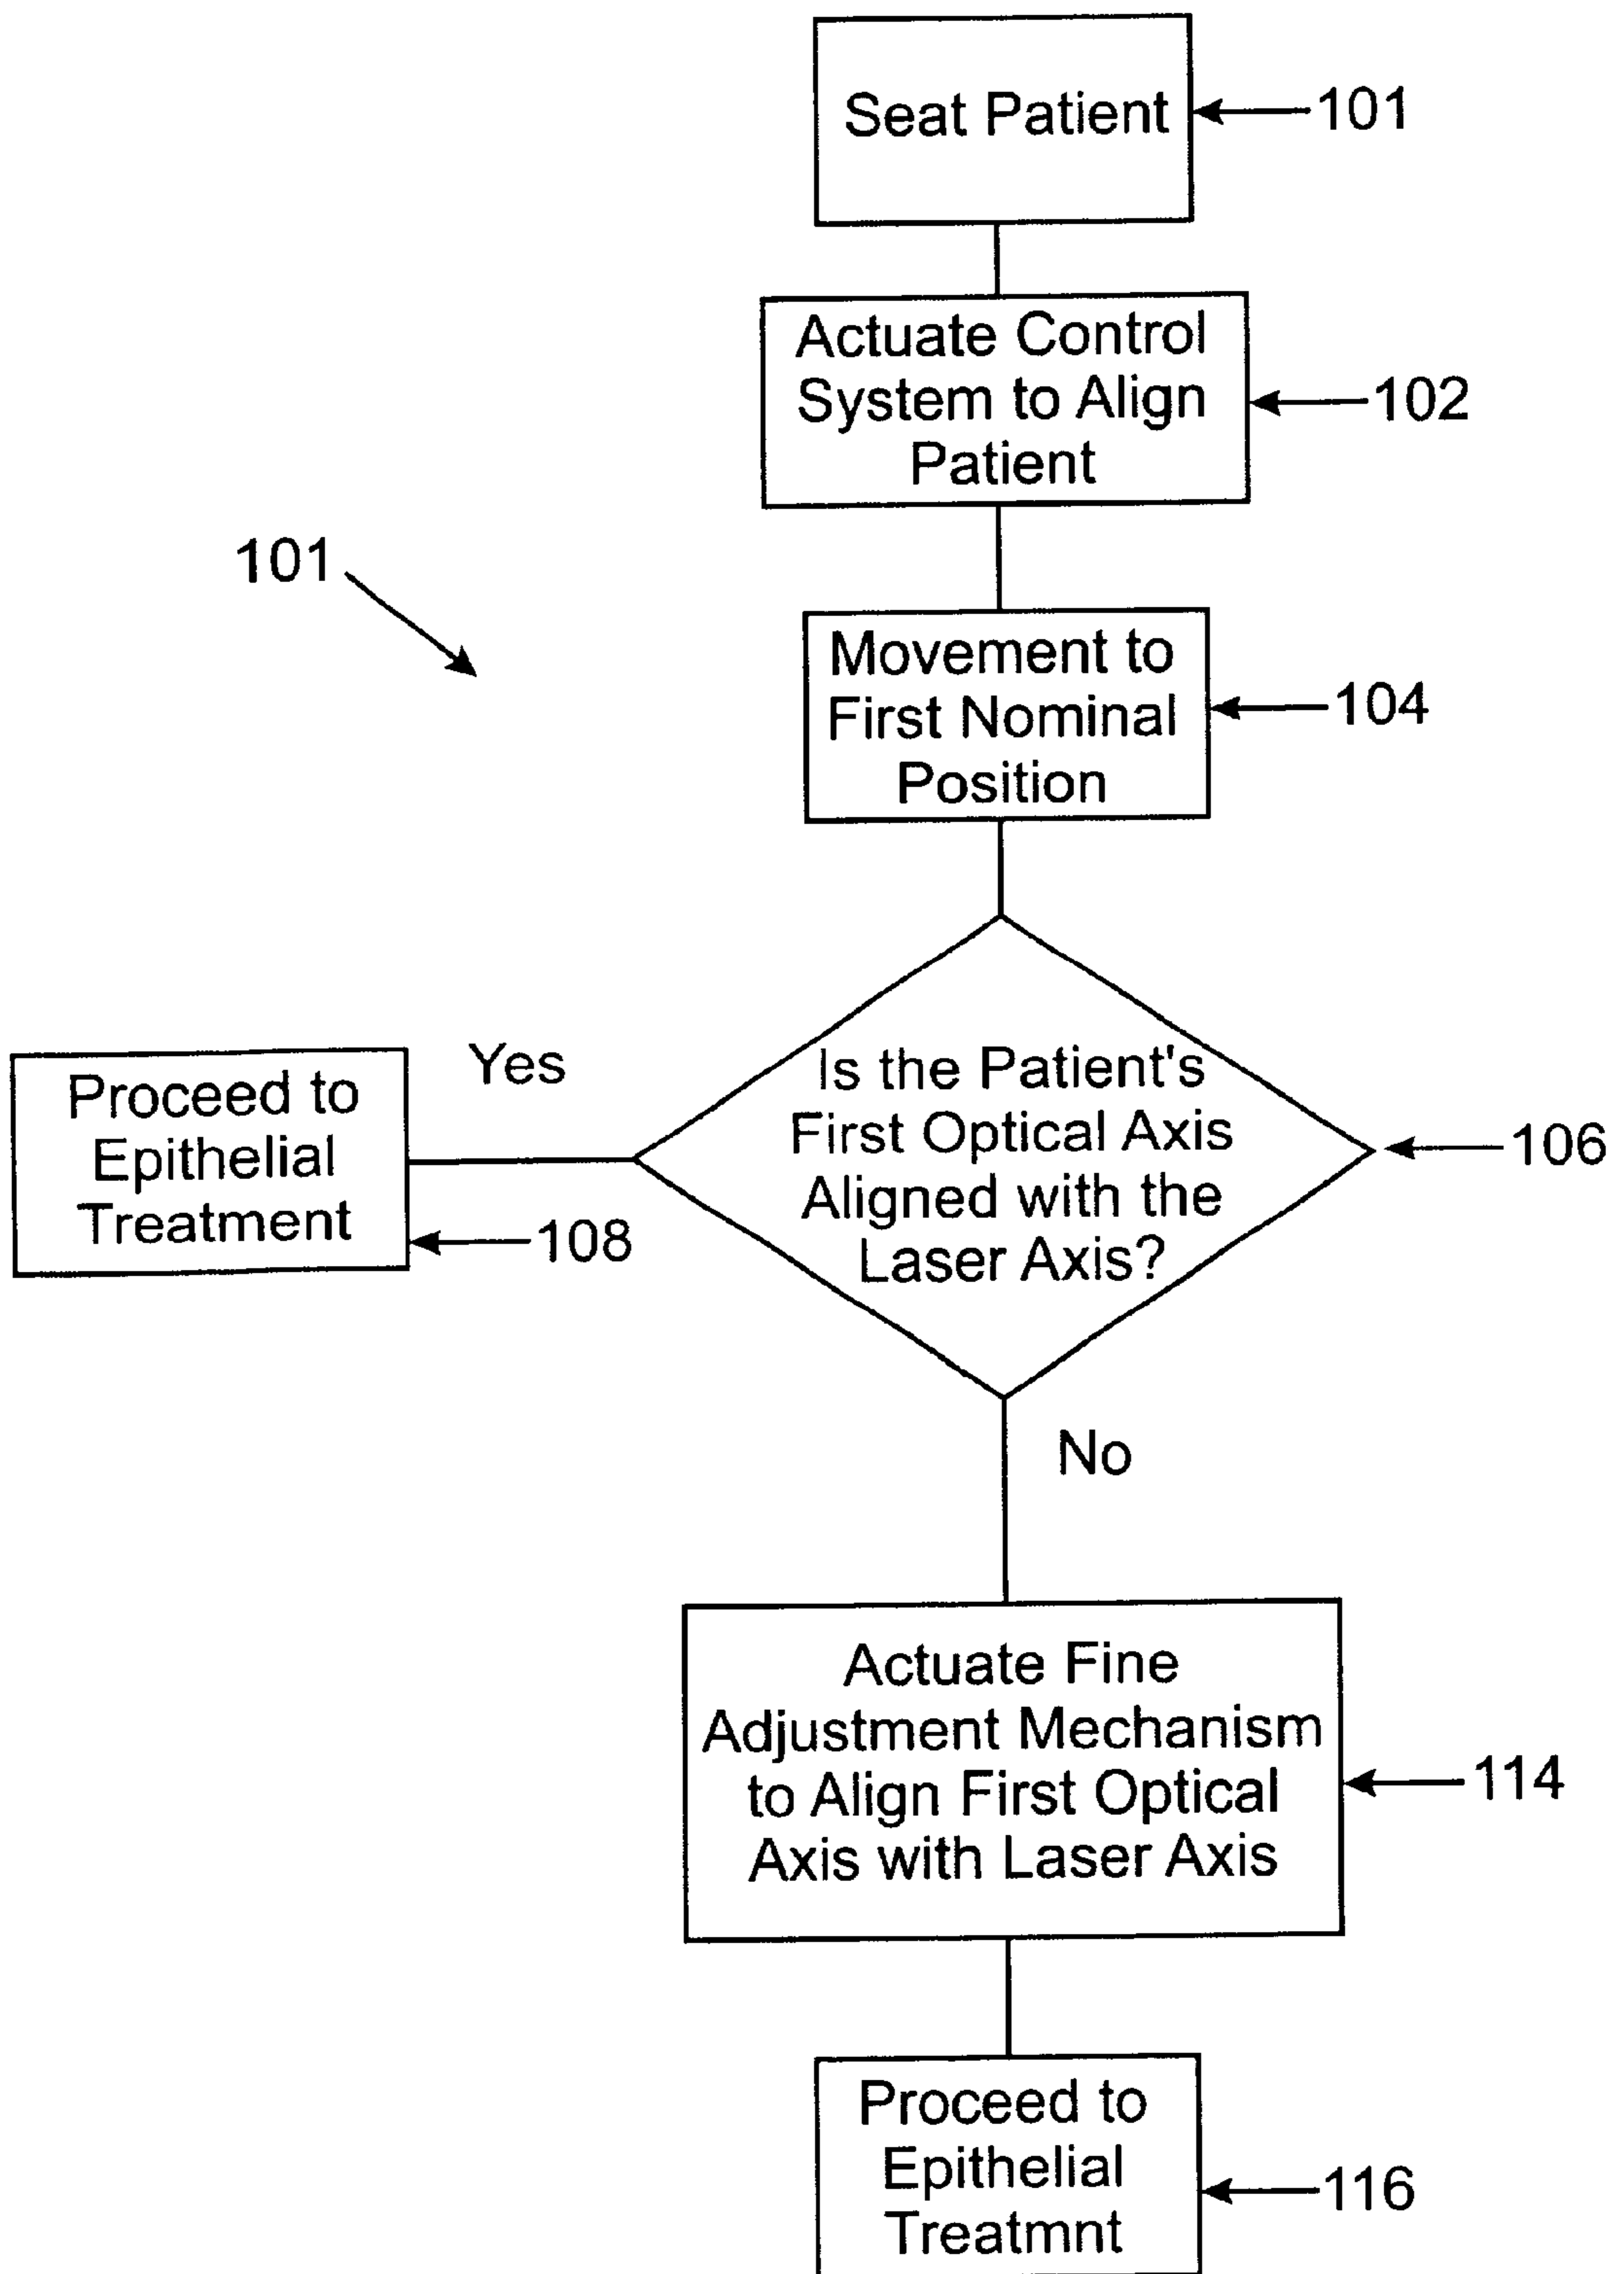 Seat Patient
101
Actuate Control
System to Align
Patient
102
101
Movement to
First Nominal
Position
104
Is the Patient's
First Optical Axis
Aligned with the
Laser Axis?
106
Yes
Proceed to
Epithelial
Treatment
108
No
Actuate Fine
Adjustment Mechanism
to Align First Optical
Axis with Laser Axis
114
Proceed to
Epithelial
Treatmnt
116